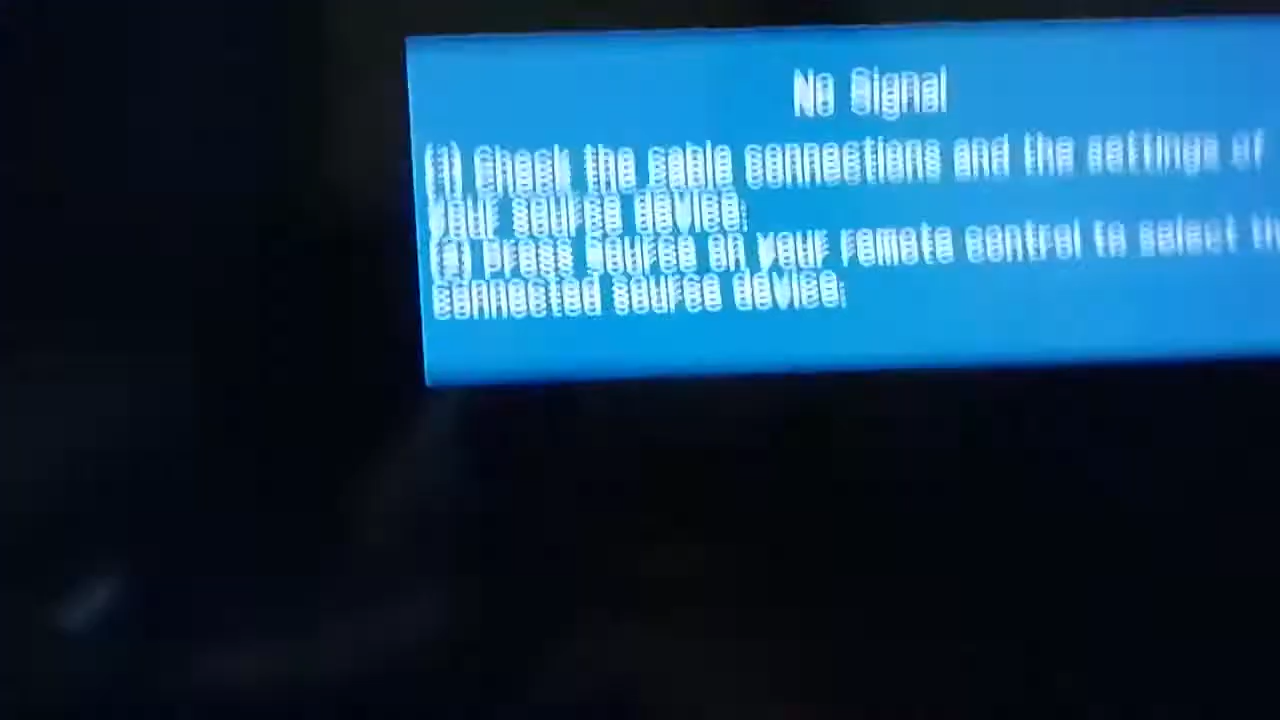 No Signal
(1) Check the cable connections and the settings of
your source device.
(2) Press Source on your remote control to select
connected source device.